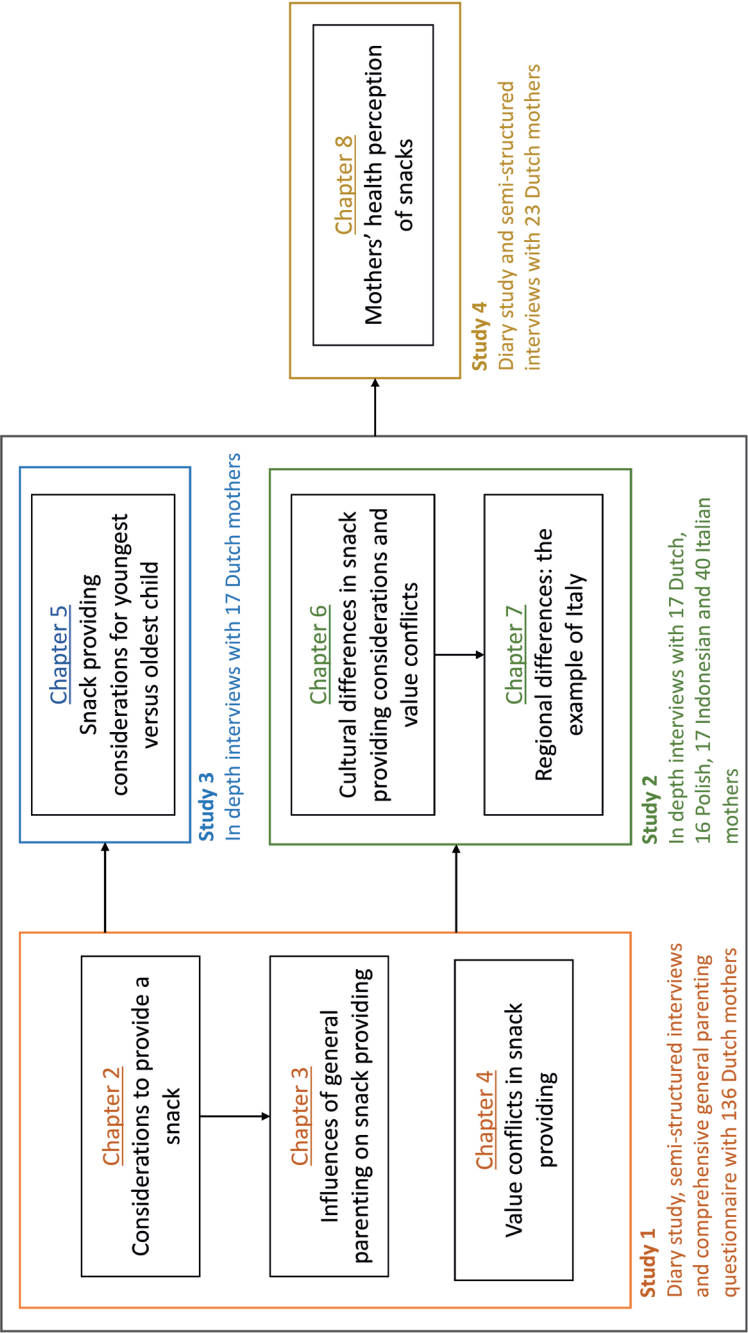 Chapter 2
Considerations to provide a
snack
Chapter 3
Influences of general
parenting on snack providing
Chapter 4
Value conflicts in snack
providing
Study 1
Diary study, semi-structured interviews
and comprehensive general parenting
questionnaire with 136 Dutch mothers
Chapter 5
Snack providing
considerations for youngest
versus oldest child
Study 3
In depth interviews with 17 Dutch mothers
Chapter 6
Cultural differences in snack
providing considerations and
value conflicts
Chapter 7
Regional differences: the
example of Italy
Study 2
In depth interviews with 17 Dutch,
16 Polish, 17 Indonesian and 40 Italian
mothers
Chapter 8
Mothers’ health perception
of snacks
Study 4
Diary study and semi-structured
interviews with 23 Dutch mothers